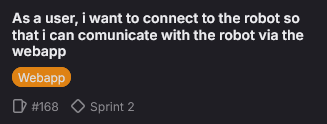 As a user, i want to connect to the robot so
that i can comunicate with the robot via the
webapp
Webapp
#168 Sprint 2